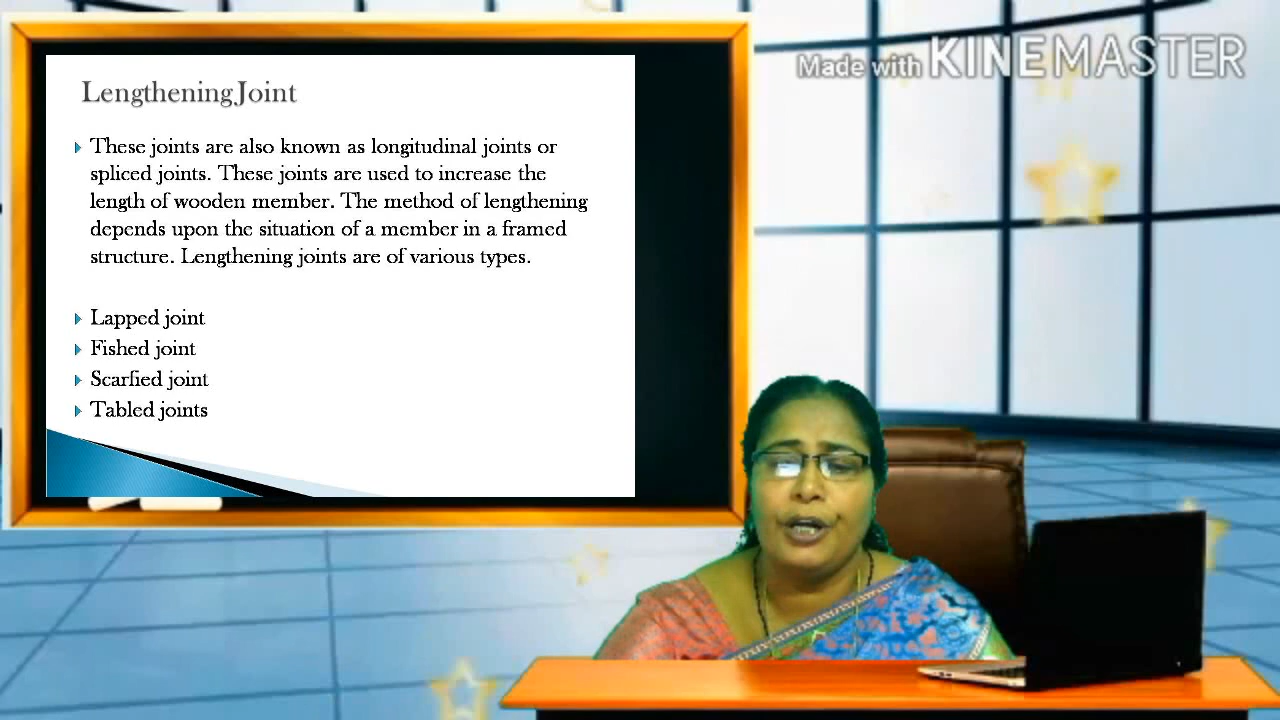 Lengthening Joint
These joints are also known as longitudinal joints or
spliced joints. These joints are used to increase the
length of wooden member. The method of lengthening
depends upon the situation of a member in a framed
structure. Lengthening joints are of various types.
Lapped joint
Fished joint
Scarfied joint
Tabled joints
Made with KINEMASTER